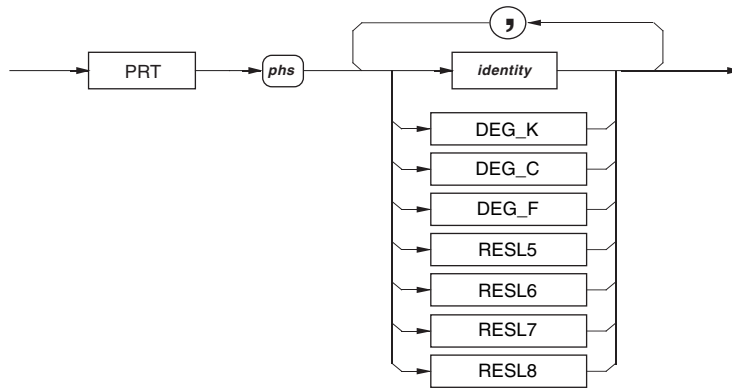 ,
PRT phs identity
DEG_K
DEG_C
DEG_F
RESL5
RESL6
RESL7
RESL8